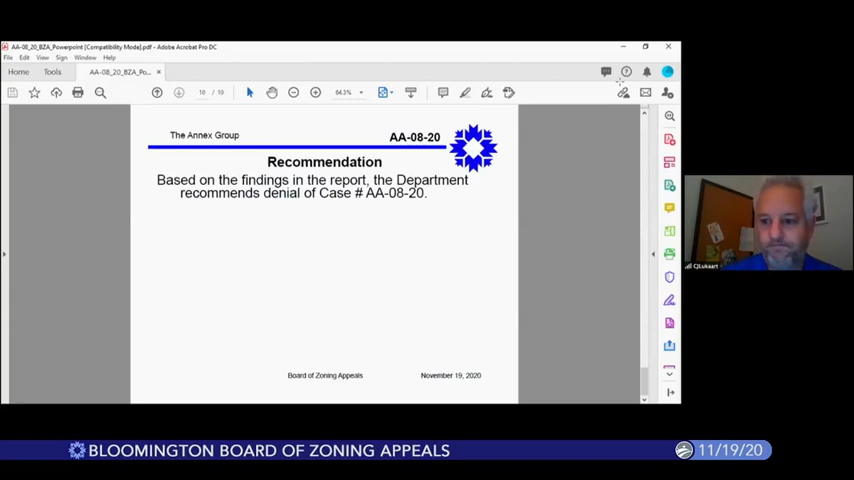 AA-08_20_BZA_Powerpoint [Compatibility Mode].pdf - Adobe Acrobat Pro DC
File Edit View Sign Window Help
Home Tools AA-08_20_BZA_Po... ×
10 / 10 64.3%
The Annex Group AA-08-20
Recommendation
Based on the findings in the report, the Department
recommends denial of Case # AA-08-20.
Board of Zoning Appeals November 19, 2020
CJLukaart
BLOOMINGTON BOARD OF ZONING APPEALS 11/19/20